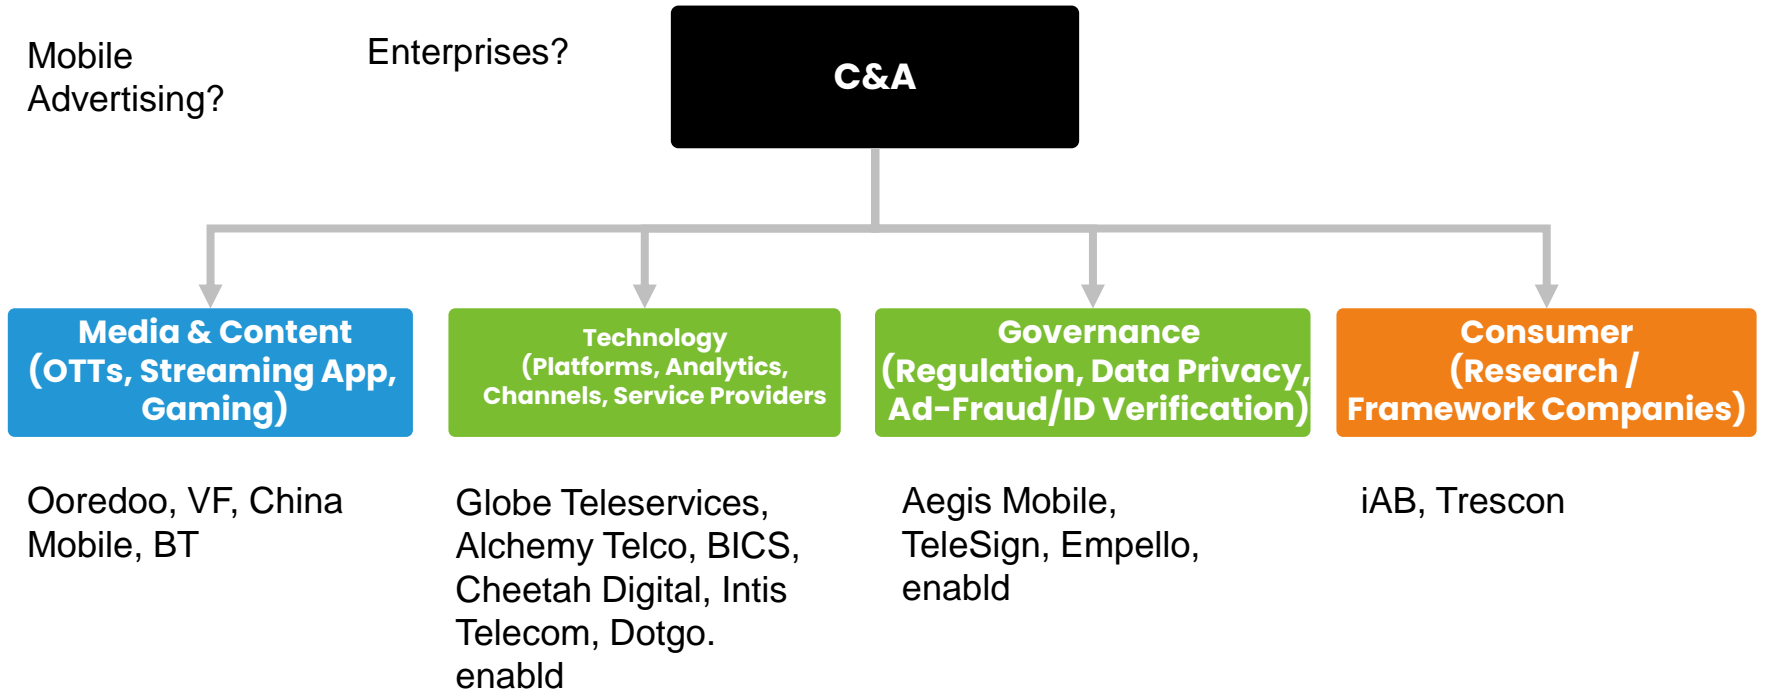 Mobile
Advertising?
Enterprises?
C&A
Media & Content
(OTTs, Streaming App,
Gaming)
Technology
(Platforms, Analytics,
Channels, Service Providers
Governance
(Regulation, Data Privacy,
Ad-Fraud/ID Verification)
Consumer
(Research /
Framework Companies)
Ooredoo, VF, China
Mobile, BT
Globe Teleservices,
Alchemy Telco, BICS,
Cheetah Digital, Intis
Telecom, Dotgo.
enabld
Aegis Mobile,
TeleSign, Empello,
enabld
iAB, Trescon